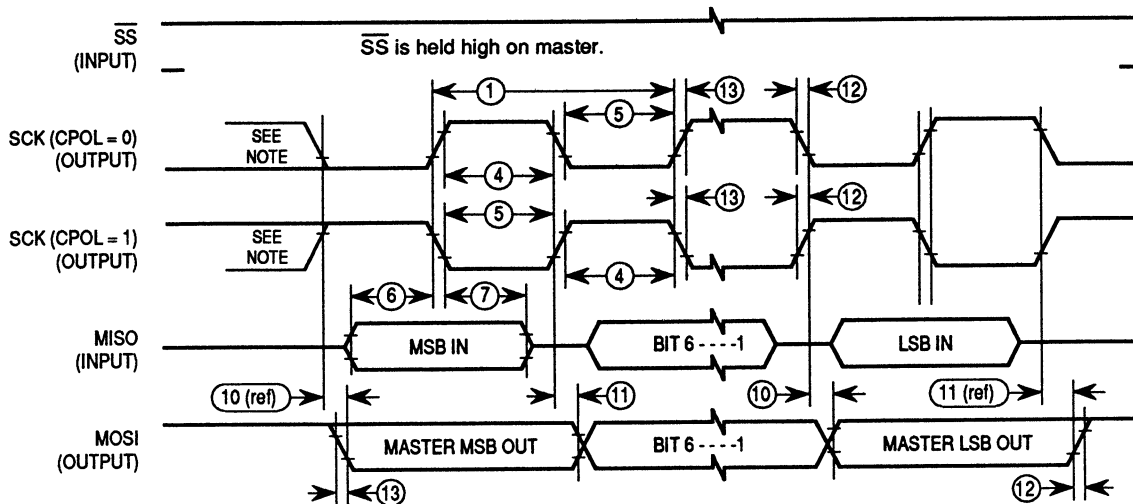 SS
(INPUT)
SS is held high on master.
1
13
12
5
SCK (CPOL = 0)
(OUTPUT)
SEE
NOTE
4
5
13
12
SCK (CPOL = 1)
(OUTPUT)
SEE
NOTE
4
6
7
MISO
(INPUT)
MSB IN
BIT 6 - - - - -1
LSB IN
10 (ref)
11
10
11 (ref)
MOSI
(OUTPUT)
MASTER MSB OUT
BIT 6 - - - - -1
MASTER LSB OUT
13
12